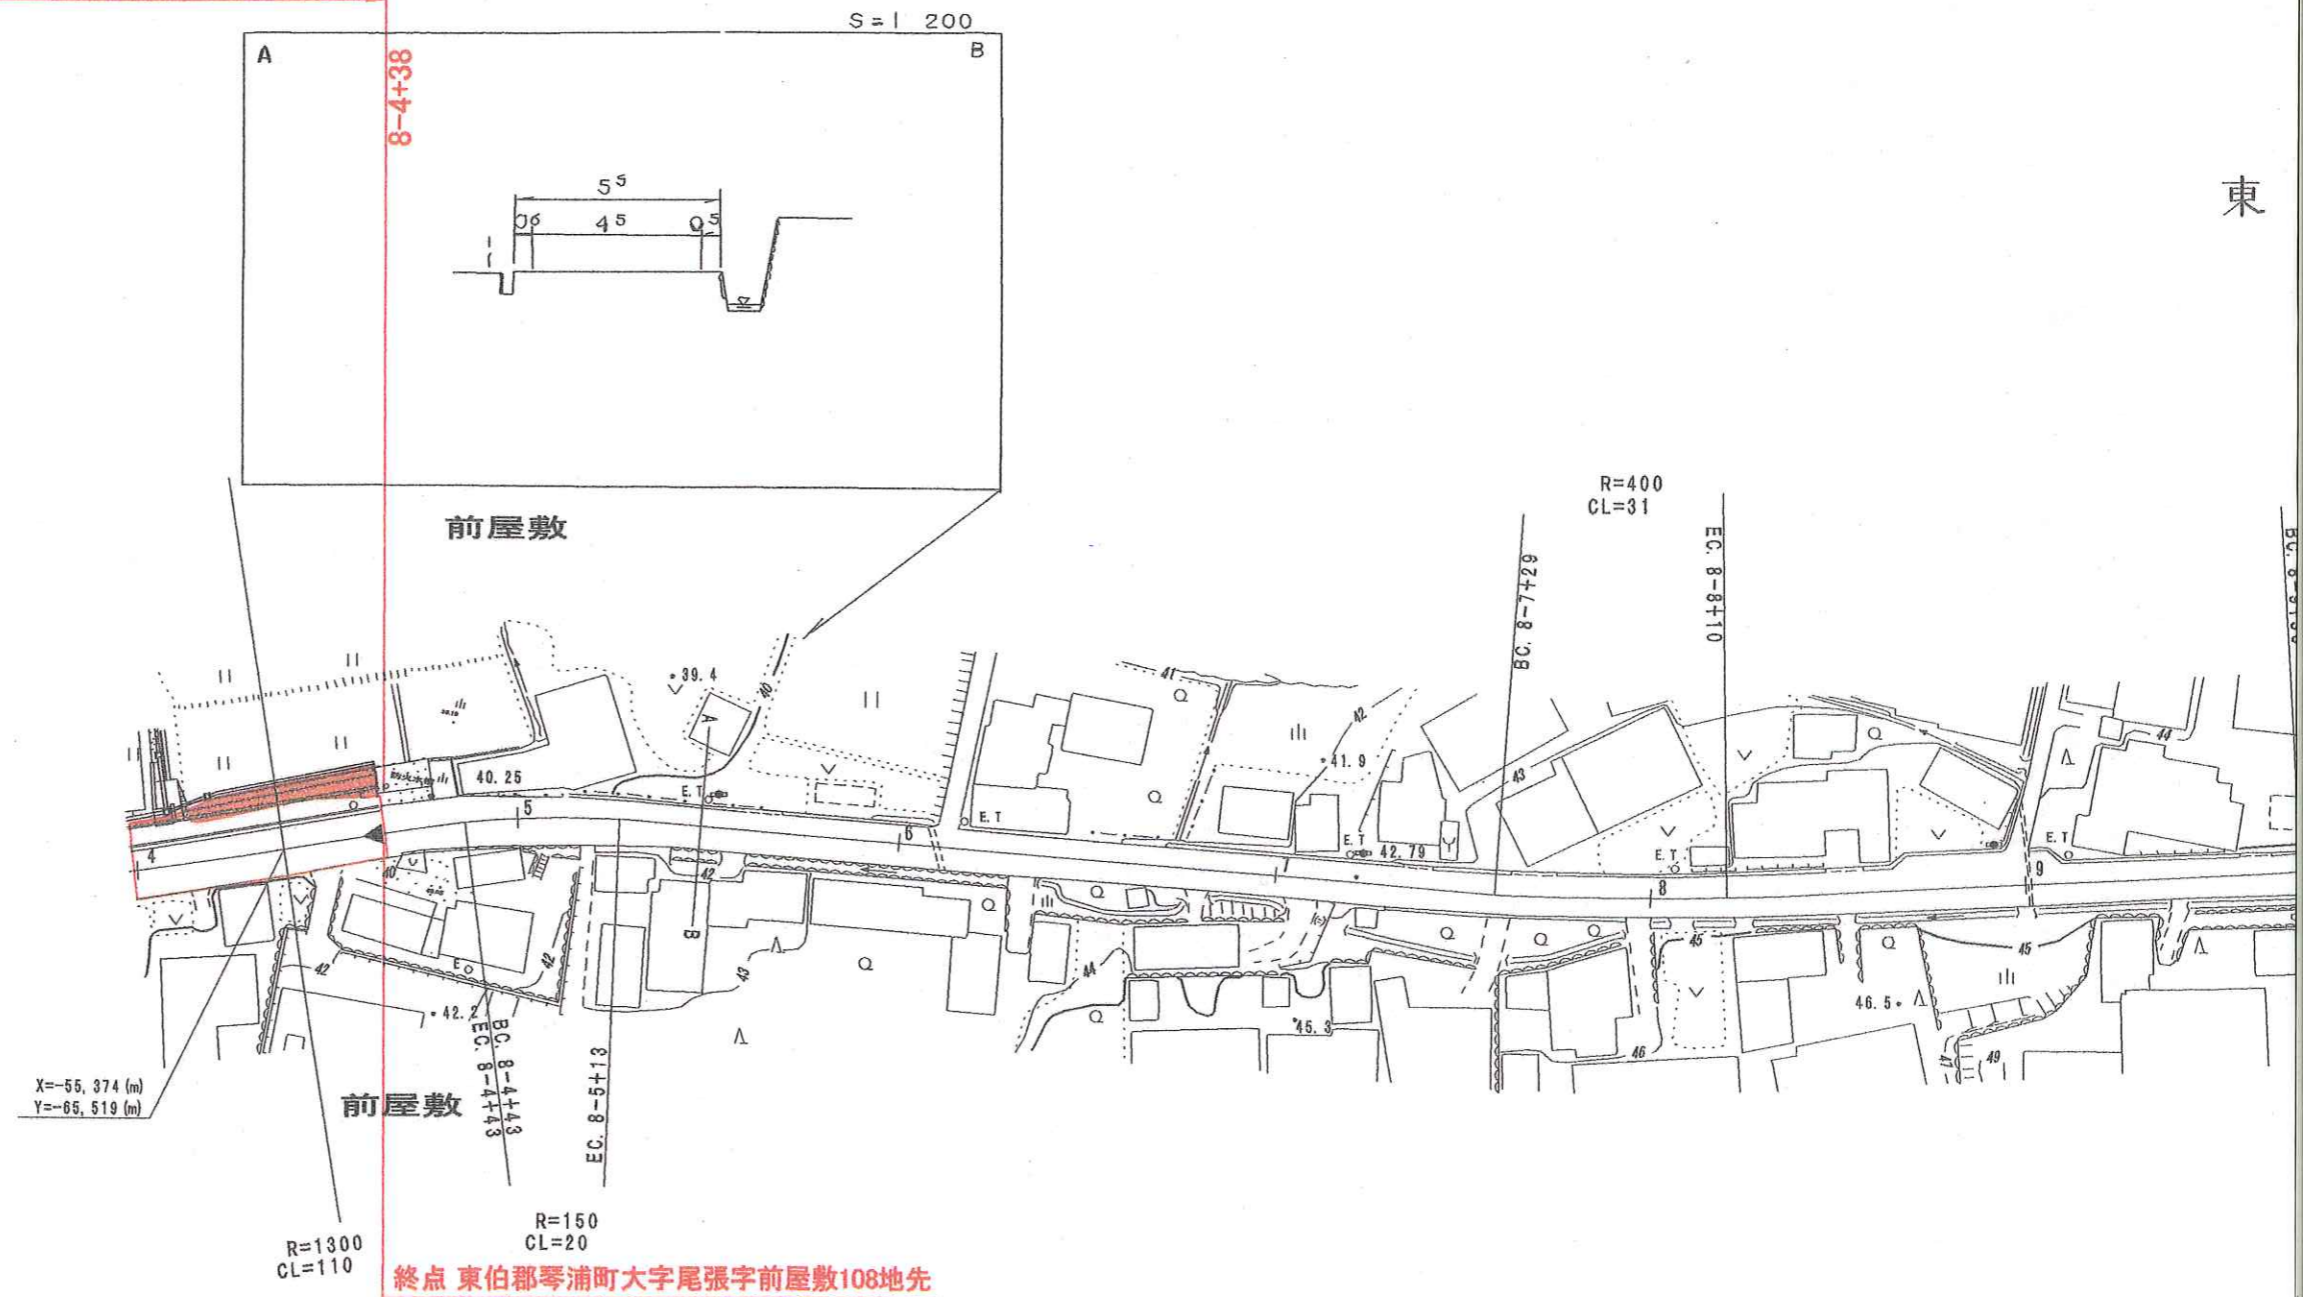 S=1 200
A
B
8-4+38
5⁵
4⁵
0⁵
東
前屋敷
R=400
CL=31
BC. 8-7+29
EC. 8-8+10
39.4
40
A
41
Q
42
41.9
43
Q
44
40.25
E.T
E.T
Q
E.T
42.79
E.T
E.T
4
5
6
8
9
40
42
42
42
E
42.2
B
43
Q
Q
Q
44
Q
45.3
Q
Q
Q
45
46
Q
46.5
45
47
49
X=-55,374(m)
Y=-65,519(m)
前屋敷
EC. 8-4+43
BC. 8-4+43
EC. 8-5+13
R=1300
CL=110
R=150
CL=20
終点 東伯郡琴浦町大字尾張字前屋敷108地先